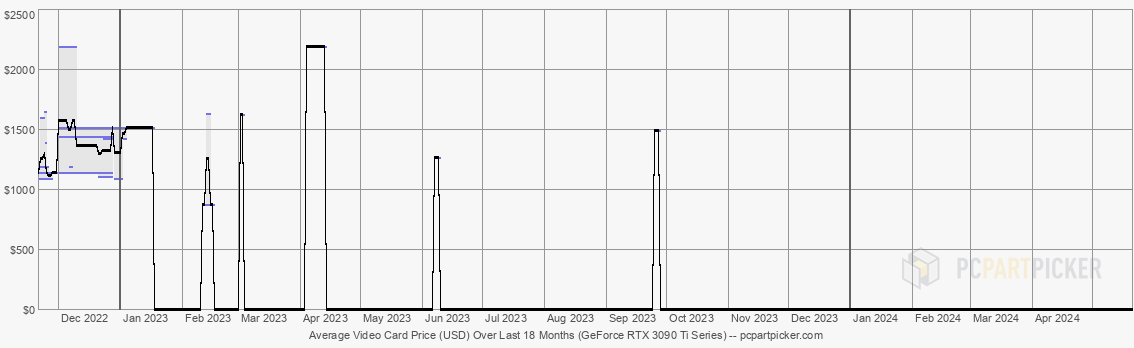 $2500
$2000
$1500
$1000
$500
$0
PCPARTPICKER
Dec 2022 Jan 2023 Feb 2023 Mar 2023 Apr 2023 May 2023 Jun 2023 Jul 2023 Aug 2023 Sep 2023 Oct 2023 Nov 2023 Dec 2023 Jan 2024 Feb 2024 Mar 2024 Apr 2024
Average Video Card Price (USD) Over Last 18 Months (GeForce RTX 3090 Ti Series) -- pcpartpicker.com